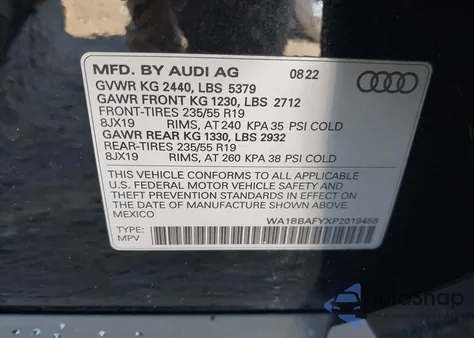 MFD. BY AUDI AG 0822
GVWR KG 2440, LBS 5379
GAWR FRONT KG 1230, LBS 2712
FRONT-TIRES 235/55 R19
8JX19 RIMS, AT 240 KPA 35 PSI COLD
GAWR REAR KG 1330, LBS 2932
REAR-TIRES 235/55 R19
8JX19 RIMS, AT 260 KPA 38 PSI COLD
THIS VEHICLE CONFORMS TO ALL APPLICABLE
U.S. FEDERAL MOTOR VEHICLE SAFETY AND
THEFT PREVENTION STANDARDS IN EFFECT ON
THE DATE OF MANUFACTURE SHOWN ABOVE.
MEXICO
WA1BBAFYXP2019458
TYPE:
MPV
AutoSnap